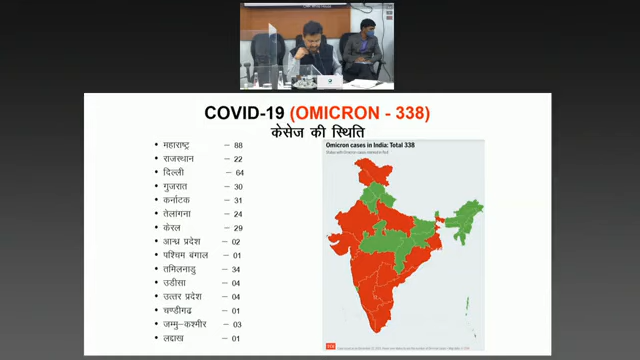 COVID-19 (OMICRON - 338)
केसेज की स्थिति
महाराष्ट्र – 88
राजस्थान – 22
दिल्ली – 64
गुजरात – 30
कर्नाटक – 31
तेलांगना – 24
केरल – 29
आन्ध्र प्रदेश – 02
पश्चिम बगाल – 01
तमिलनाडु – 34
उडीसा – 04
उत्तर प्रदेश – 04
चण्डीगढ – 01
जम्मु-कश्मीर – 03
लद्दाख – 01
Omicron cases in India: Total 338